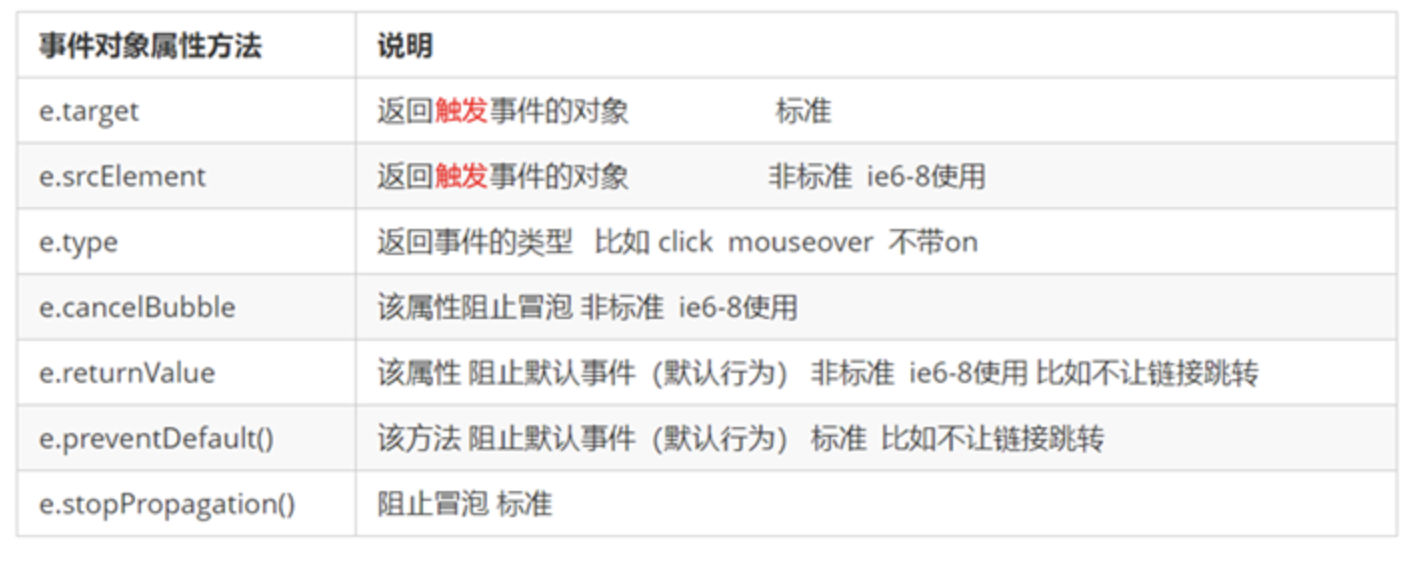 事件对象属性方法 说明
e.target 返回触发事件的对象 标准
e.srcElement 返回触发事件的对象 非标准 ie6-8使用
e.type 返回事件的类型 比如 click mouseover 不带on
e.cancelBubble 该属性阻止冒泡 非标准 ie6-8使用
e.returnValue 该属性 阻止默认事件（默认行为） 非标准 ie6-8使用 比如不让链接跳转
e.preventDefault() 该方法 阻止默认事件（默认行为） 标准 比如不让链接跳转
e.stopPropagation() 阻止冒泡 标准